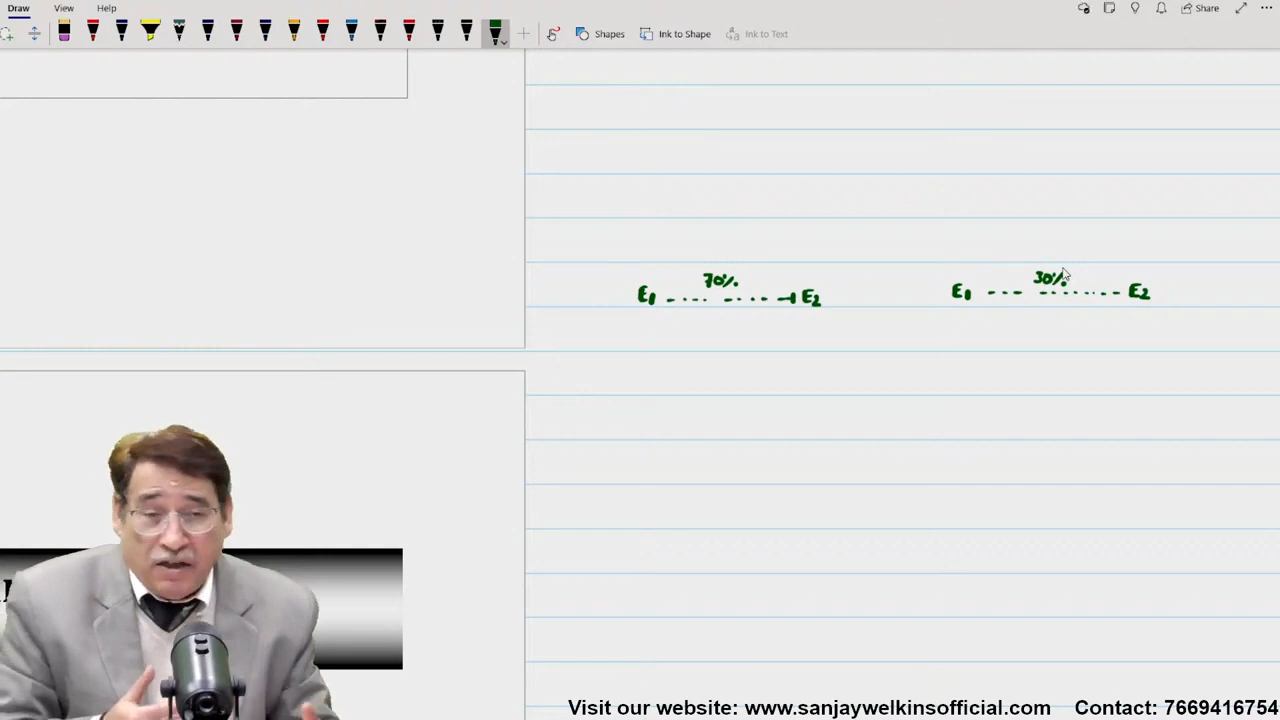 Draw View Help Share
Shapes Ink to Shape Ink to Text
70% 30%
E1 E2 E1 E2
Visit our website: www.sanjaywelkinsofficial.com Contact: 7669416754